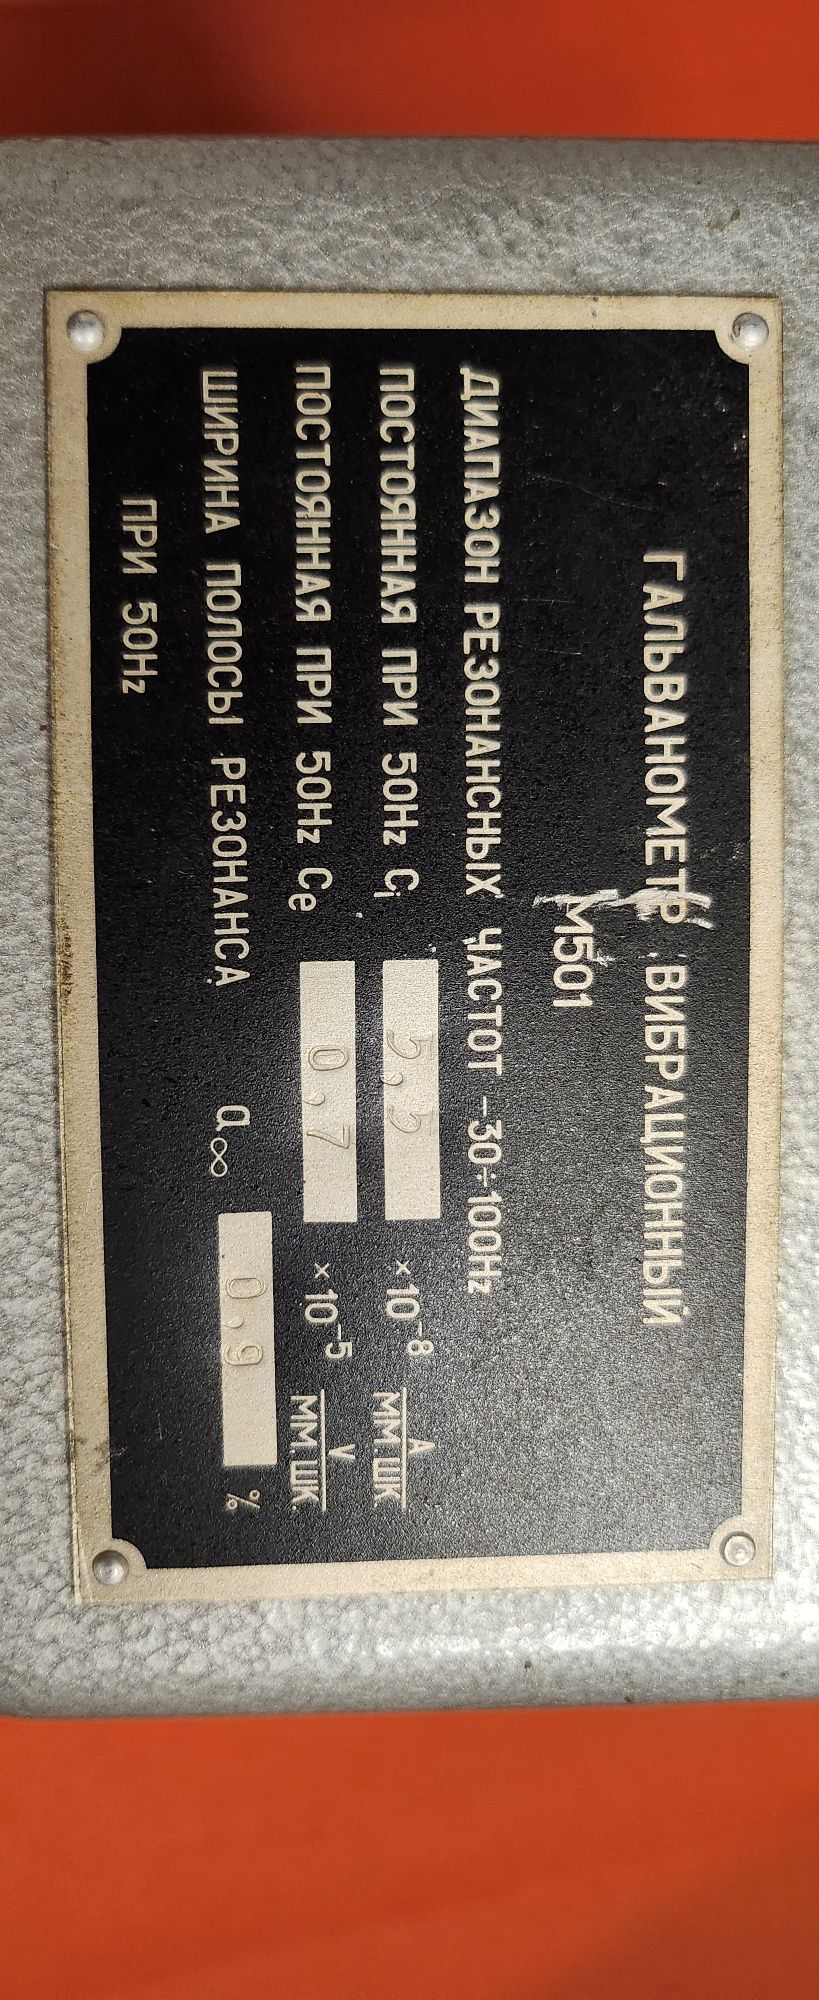 ГАЛЬВАНОМЕТР ВИБРАЦИОННЫЙ
М501
ДИАПАЗОН РЕЗОНАНСНЫХ ЧАСТОТ –30÷100Hz
ПОСТОЯННАЯ ПРИ 50Hz Ci 5,5 ×10⁻⁸ А/ММ.ШК
ПОСТОЯННАЯ ПРИ 50Hz Ce 0,7 ×10⁻⁵ V/ММ.ШК.
ШИРИНА ПОЛОСЫ РЕЗОНАНСА a∞ 0,9 %
ПРИ 50Hz